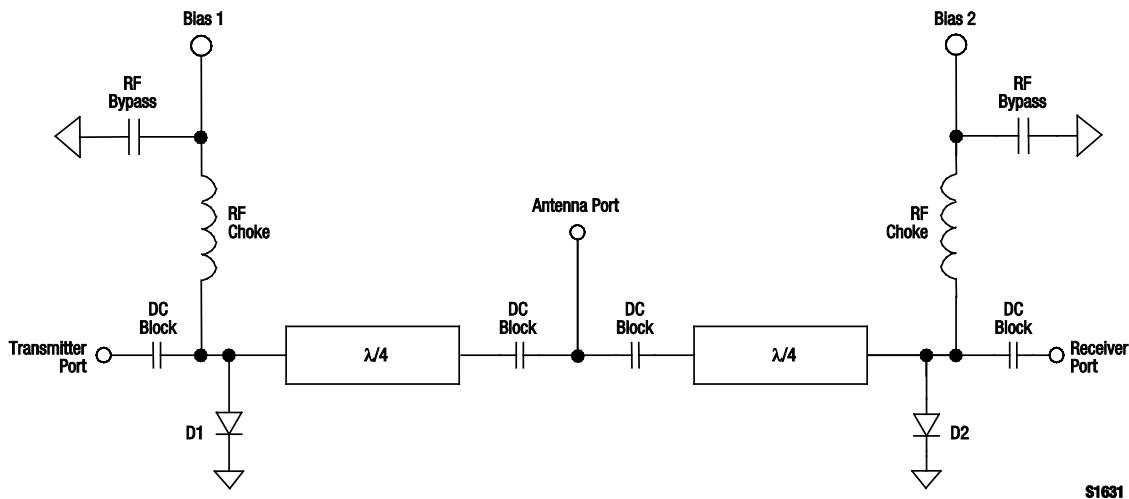 Bias 1
Bias 2
RF
Bypass
RF
Bypass
RF
Choke
Antenna Port
RF
Choke
DC
Block
DC
Block
DC
Block
DC
Block
Transmitter
Port
λ/4
λ/4
Receiver
Port
D1
D2
S1631